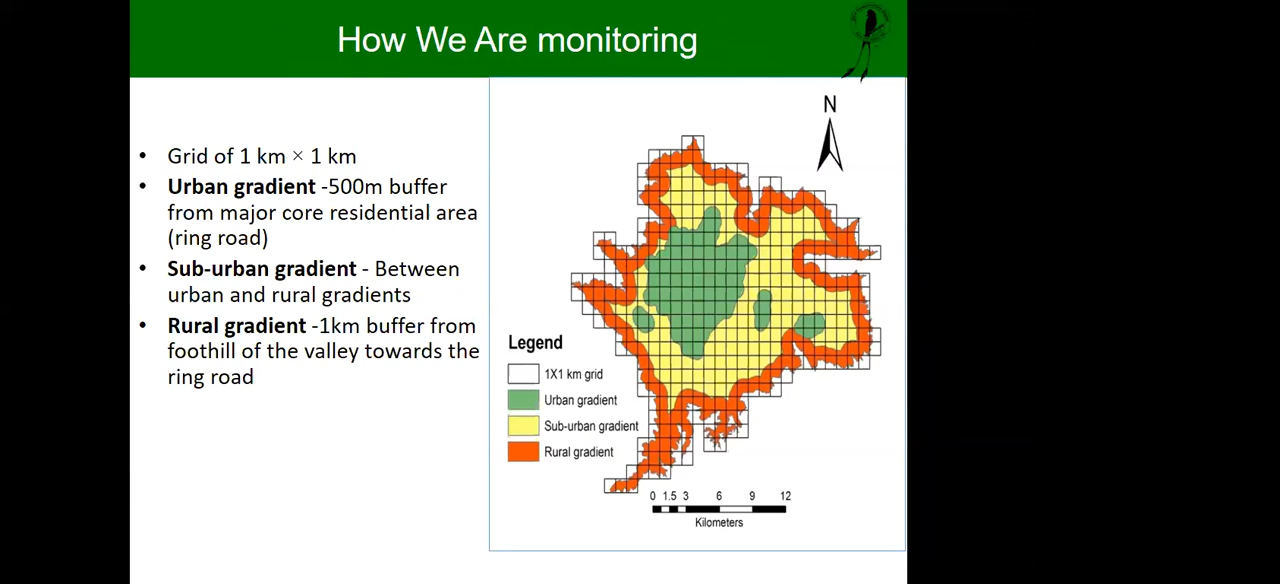 How We Are monitoring
• Grid of 1 km × 1 km
• Urban gradient -500m buffer
from major core residential area
(ring road)
• Sub-urban gradient - Between
urban and rural gradients
• Rural gradient -1km buffer from
foothill of the valley towards the
ring road
N
Legend
1X1 km grid
Urban gradient
Sub-urban gradient
Rural gradient
0 1.5 3 6 9 12
Kilometers